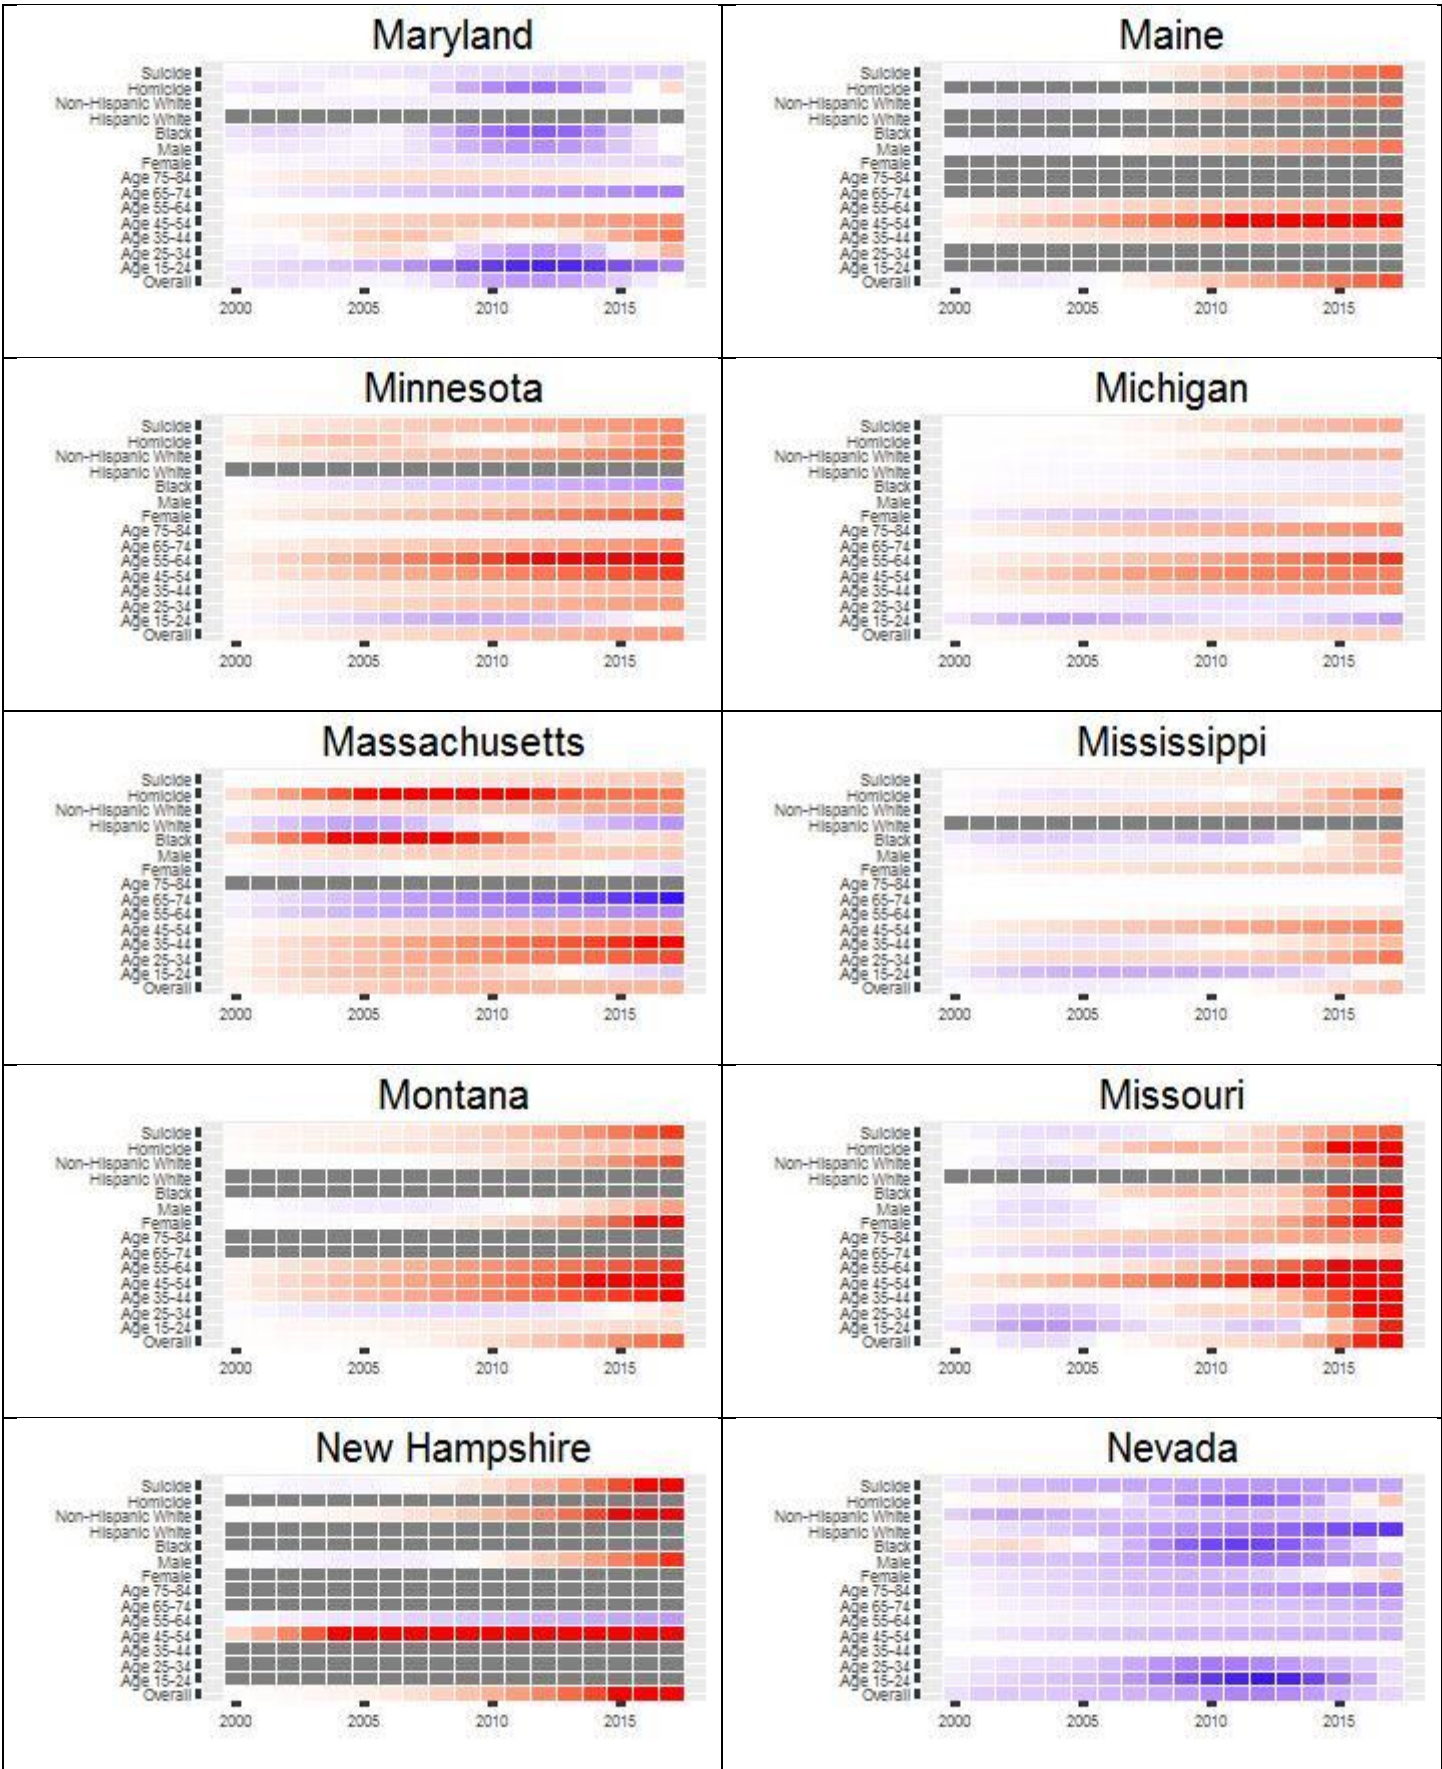 Maryland
Suicide
Homicide
Non-Hispanic White
Hispanic White
Black
Male
Female
Age 75-84
Age 65-74
Age 55-64
Age 45-54
Age 35-44
Age 25-34
Age 15-24
Overall
2000 2005 2010 2015
Maine
Suicide
Homicide
Non-Hispanic White
Hispanic White
Black
Male
Female
Age 75-84
Age 65-74
Age 55-64
Age 45-54
Age 35-44
Age 25-34
Age 15-24
Overall
2000 2005 2010 2015
Minnesota
Suicide
Homicide
Non-Hispanic White
Hispanic White
Black
Male
Female
Age 75-84
Age 65-74
Age 55-64
Age 45-54
Age 35-44
Age 25-34
Age 15-24
Overall
2000 2005 2010 2015
Michigan
Suicide
Homicide
Non-Hispanic White
Hispanic White
Black
Male
Female
Age 75-84
Age 65-74
Age 55-64
Age 45-54
Age 35-44
Age 25-34
Age 15-24
Overall
2000 2005 2010 2015
Massachusetts
Suicide
Homicide
Non-Hispanic White
Hispanic White
Black
Male
Female
Age 75-84
Age 65-74
Age 55-64
Age 45-54
Age 35-44
Age 25-34
Age 15-24
Overall
2000 2005 2010 2015
Mississippi
Suicide
Homicide
Non-Hispanic White
Hispanic White
Black
Male
Female
Age 75-84
Age 65-74
Age 55-64
Age 45-54
Age 35-44
Age 25-34
Age 15-24
Overall
2000 2005 2010 2015
Montana
Suicide
Homicide
Non-Hispanic White
Hispanic White
Black
Male
Female
Age 75-84
Age 65-74
Age 55-64
Age 45-54
Age 35-44
Age 25-34
Age 15-24
Overall
2000 2005 2010 2015
Missouri
Suicide
Homicide
Non-Hispanic White
Hispanic White
Black
Male
Female
Age 75-84
Age 65-74
Age 55-64
Age 45-54
Age 35-44
Age 25-34
Age 15-24
Overall
2000 2005 2010 2015
New Hampshire
Suicide
Homicide
Non-Hispanic White
Hispanic White
Black
Male
Female
Age 75-84
Age 65-74
Age 55-64
Age 45-54
Age 35-44
Age 25-34
Age 15-24
Overall
2000 2005 2010 2015
Nevada
Suicide
Homicide
Non-Hispanic White
Hispanic White
Black
Male
Female
Age 75-84
Age 65-74
Age 55-64
Age 45-54
Age 35-44
Age 25-34
Age 15-24
Overall
2000 2005 2010 2015